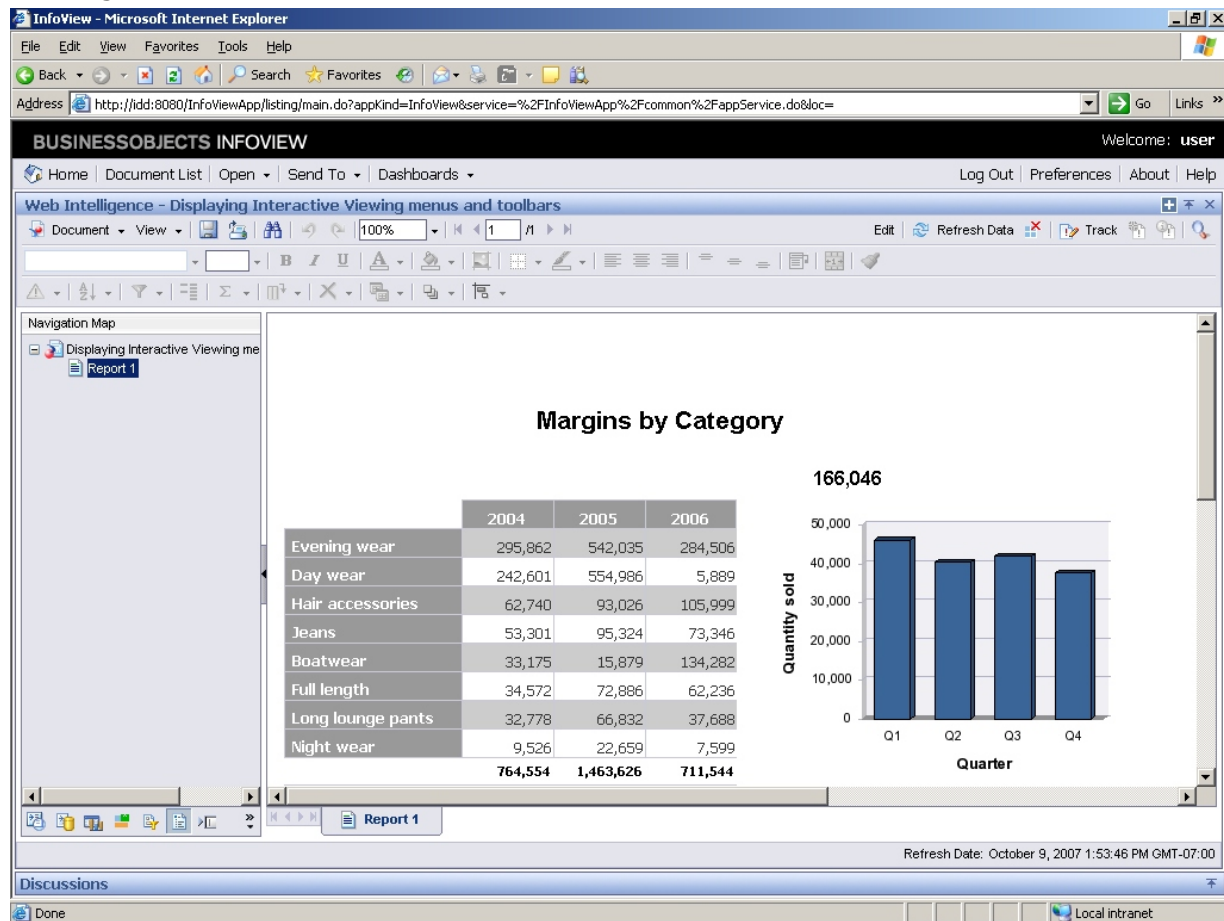 InfoView - Microsoft Internet Explorer
File Edit View Favorites Tools Help
Back Search Favorites
Address http://idd:8080/InfoViewApp/listing/main.do?appKind=InfoView&service=%2FInfoViewApp%2Fcommon%2FappService.do&loc= Go Links »
BUSINESSOBJECTS INFOVIEW Welcome: user
Home Document List Open Send To Dashboards Log Out Preferences About Help
Web Intelligence - Displaying Interactive Viewing menus and toolbars
Document View 100% 1 /1 Edit Refresh Data Track
B I U A
Navigation Map
Displaying Interactive Viewing me
Report 1
Margins by Category
166,046
2004 2005 2006
Evening wear 295,862 542,035 284,506
Day wear 242,601 554,986 5,889
Hair accessories 62,740 93,026 105,999
Jeans 53,301 95,324 73,346
Boatwear 33,175 15,879 134,282
Full length 34,572 72,886 62,236
Long lounge pants 32,778 66,832 37,688
Night wear 9,526 22,659 7,599
764,554 1,463,626 711,544
Quantity sold
50,000
40,000
30,000
20,000
10,000
0
Q1 Q2 Q3 Q4
Quarter
Report 1
Refresh Date: October 9, 2007 1:53:46 PM GMT-07:00
Discussions
Done Local intranet